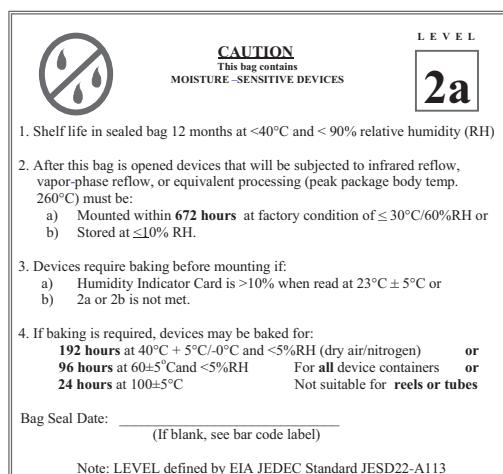 LEVEL
CAUTION
This bag contains
MOISTURE –SENSITIVE DEVICES
2a
1. Shelf life in sealed bag 12 months at <40°C and < 90% relative humidity (RH)
2. After this bag is opened devices that will be subjected to infrared reflow,
vapor-phase reflow, or equivalent processing (peak package body temp.
260°C) must be:
a) Mounted within 672 hours at factory condition of ≤ 30°C/60%RH or
b) Stored at ≤10% RH.
3. Devices require baking before mounting if:
a) Humidity Indicator Card is >10% when read at 23°C ± 5°C or
b) 2a or 2b is not met.
4. If baking is required, devices may be baked for:
192 hours at 40°C + 5°C/-0°C and <5%RH (dry air/nitrogen) or
96 hours at 60±5°Cand <5%RH For all device containers or
24 hours at 100±5°C Not suitable for reels or tubes
Bag Seal Date: ______________________________
(If blank, see bar code label)
Note: LEVEL defined by EIA JEDEC Standard JESD22-A113